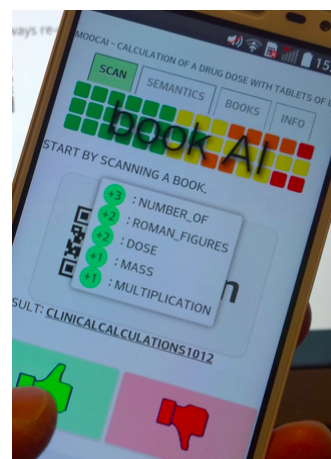 ways re-
15
MOOCAI - CALCULATION OF A DRUG DOSE WITH TABLETS OF
SCAN
SEMANTICS
BOOKS
INFO
book AI
START BY SCANNING A BOOK.
+3 : NUMBER_OF
+2 : ROMAN_FIGURES
+2 : DOSE
+1 : MASS
+1 : MULTIPLICATION
SULT: CLINICALCALCULATIONS1012